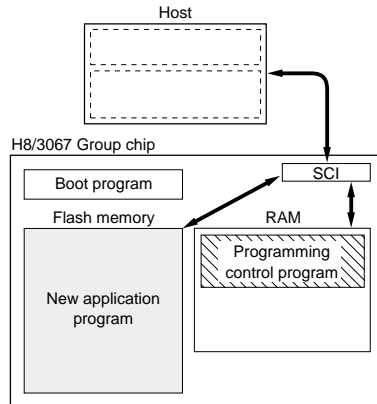 Host
H8/3067 Group chip
SCI
Boot program
Flash memory
RAM
Programming
control program
New application
program